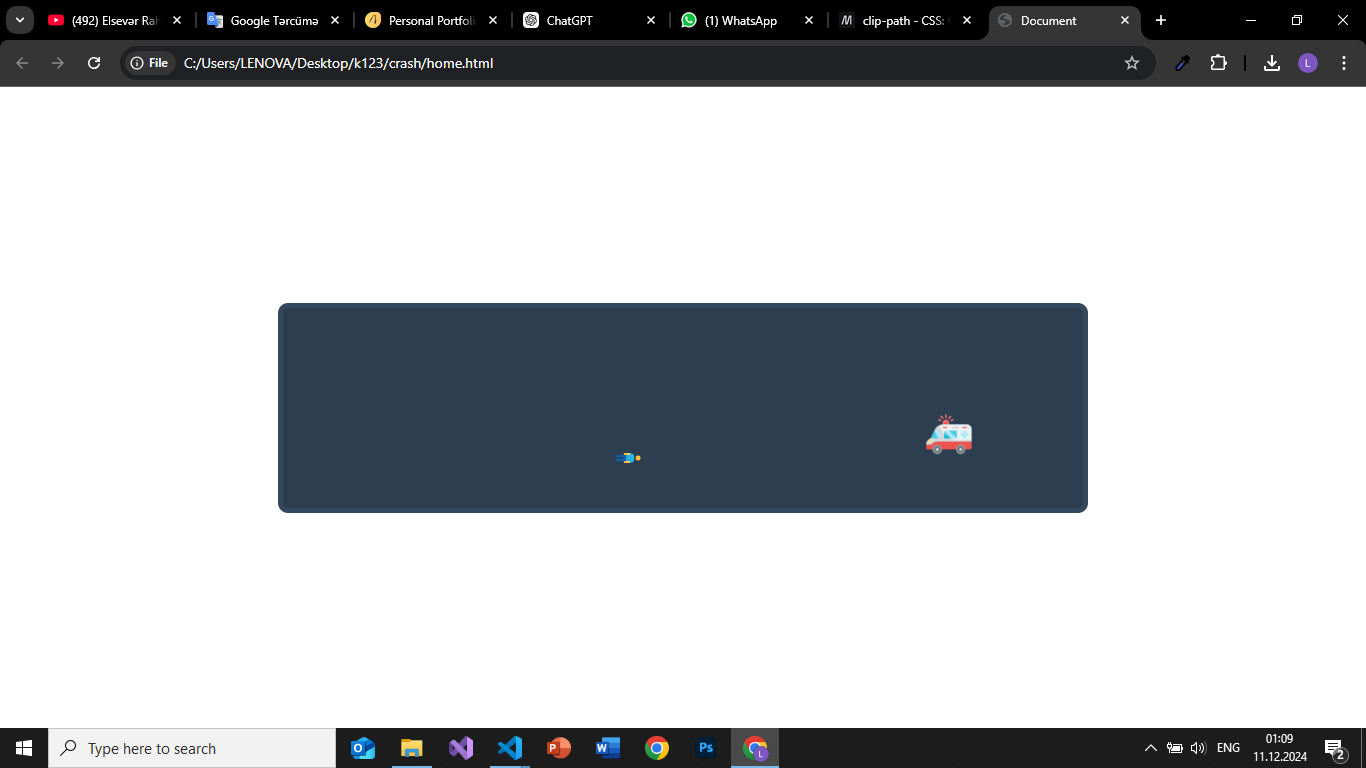 (492) Elsevər Rah
Google Tərcümə
Personal Portfoli
ChatGPT
(1) WhatsApp
clip-path - CSS:
Document
File
C:/Users/LENOVA/Desktop/k123/crash/home.html
L
Type here to search
ENG
01:09
11.12.2024
2